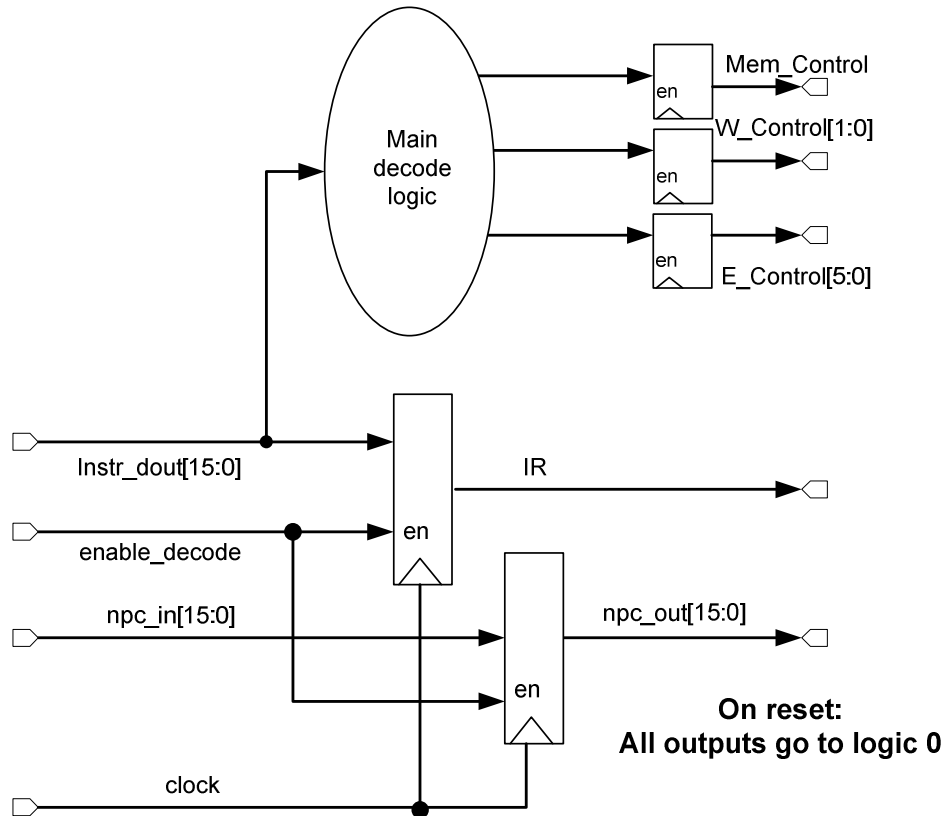 Main
decode
logic
en
Mem_Control
W_Control[1:0]
en
en
E_Control[5:0]
Instr_dout[15:0]
IR
en
enable_decode
npc_in[15:0]
npc_out[15:0]
en
On reset:
All outputs go to logic 0
clock